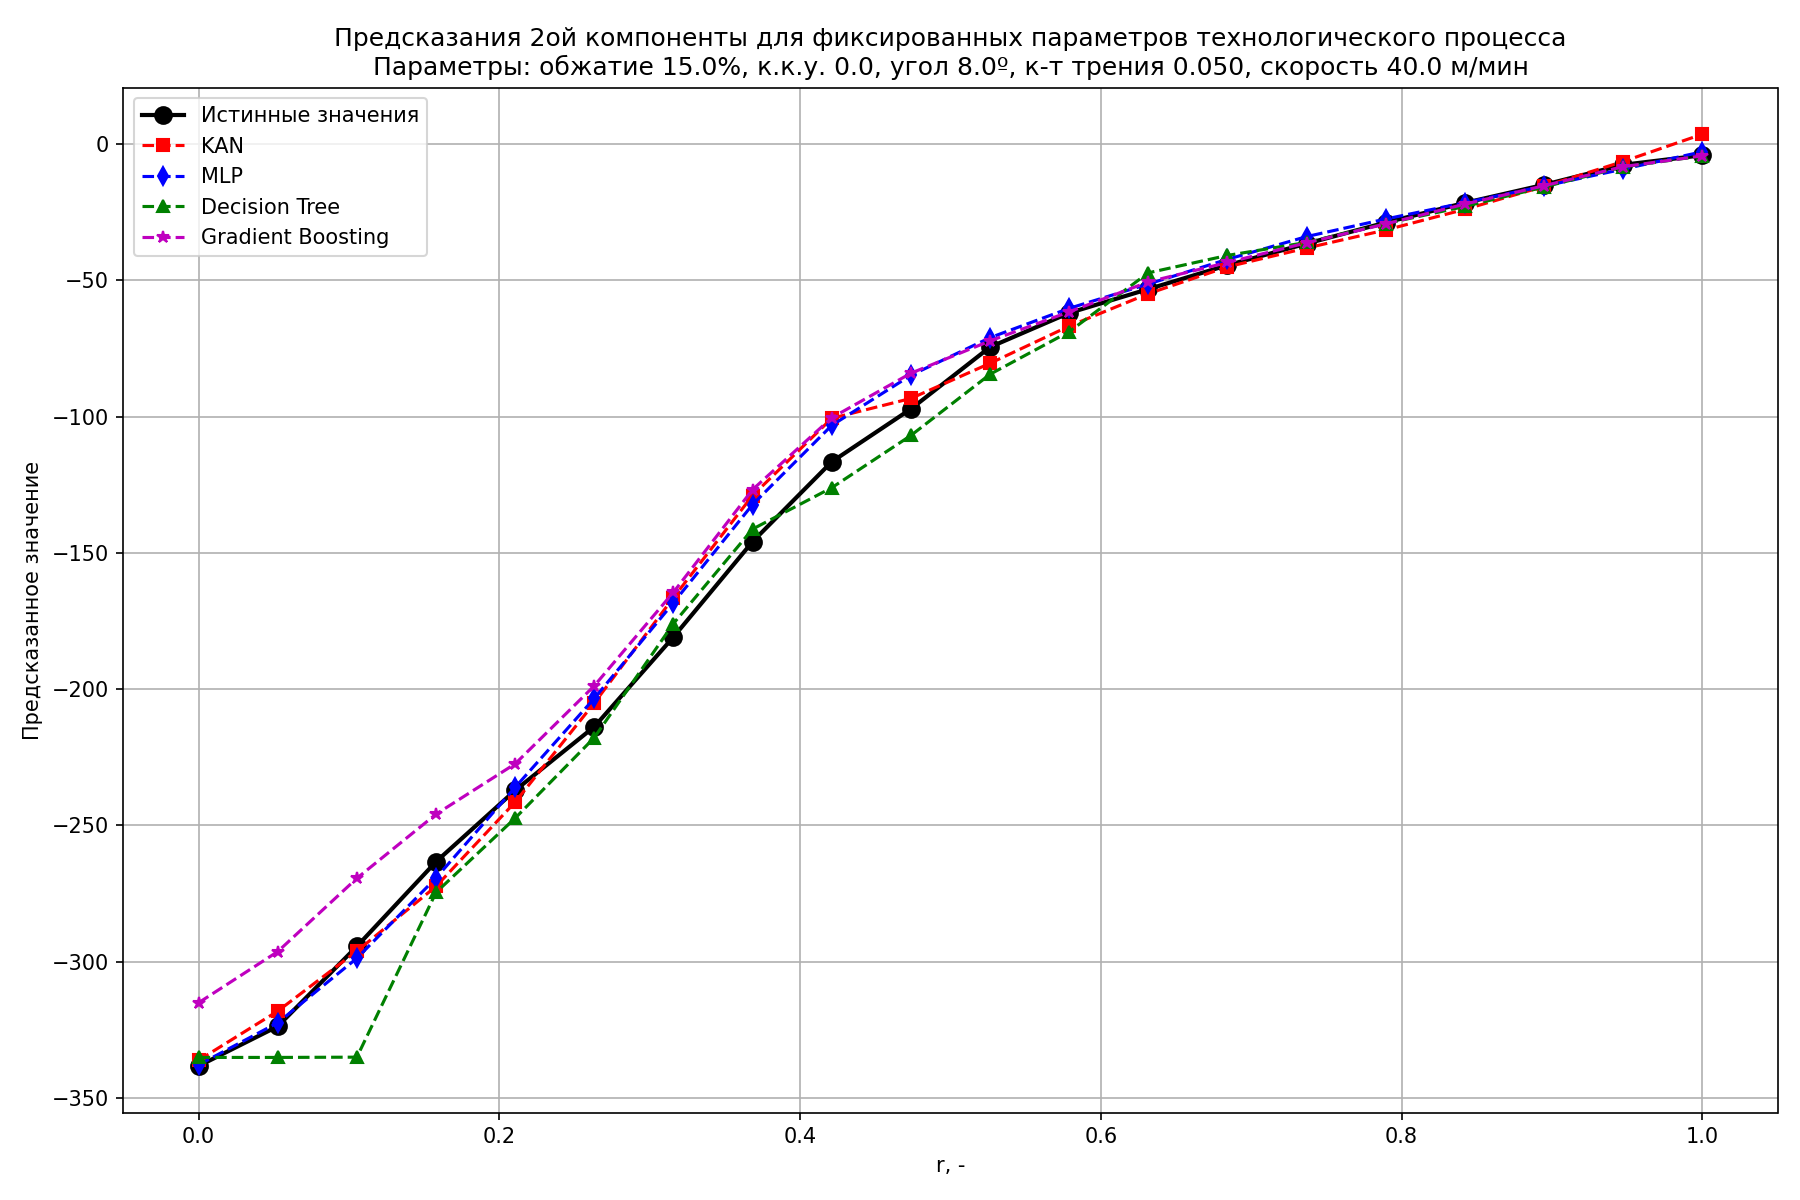 Предсказания 2ой компоненты для фиксированных параметров технологического процесса
Параметры: обжатие 15.0%, к.к.у. 0.0, угол 8.0º, к-т трения 0.050, скорость 40.0 м/мин
Истинные значения
KAN
MLP
Decision Tree
Gradient Boosting
Предсказанное значение
0
−50
−100
−150
−200
−250
−300
−350
0.0 0.2 0.4 0.6 0.8 1.0
r, -